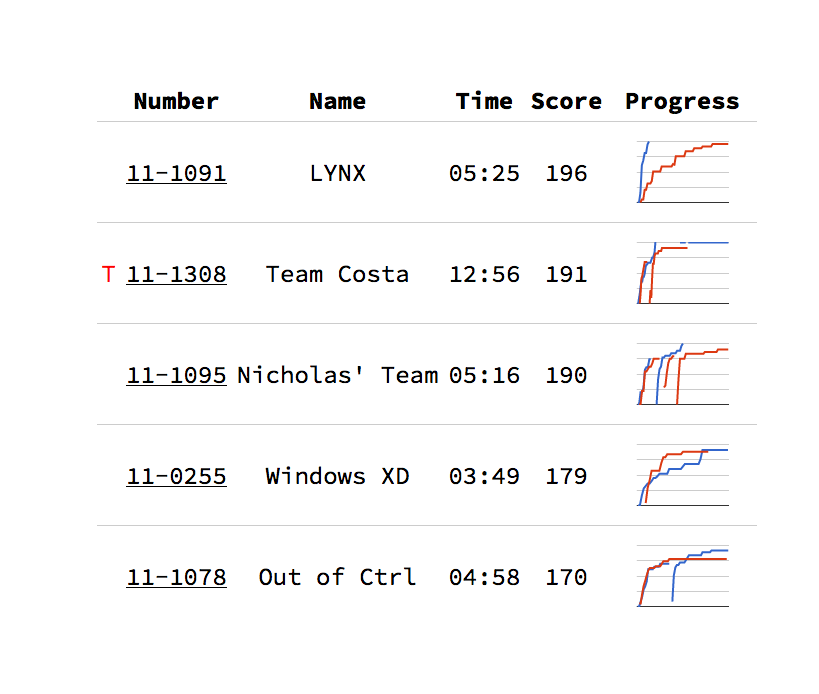 Number Name Time Score Progress
11-1091 LYNX 05:25 196
T 11-1308 Team Costa 12:56 191
11-1095 Nicholas' Team 05:16 190
11-0255 Windows XD 03:49 179
11-1078 Out of Ctrl 04:58 170